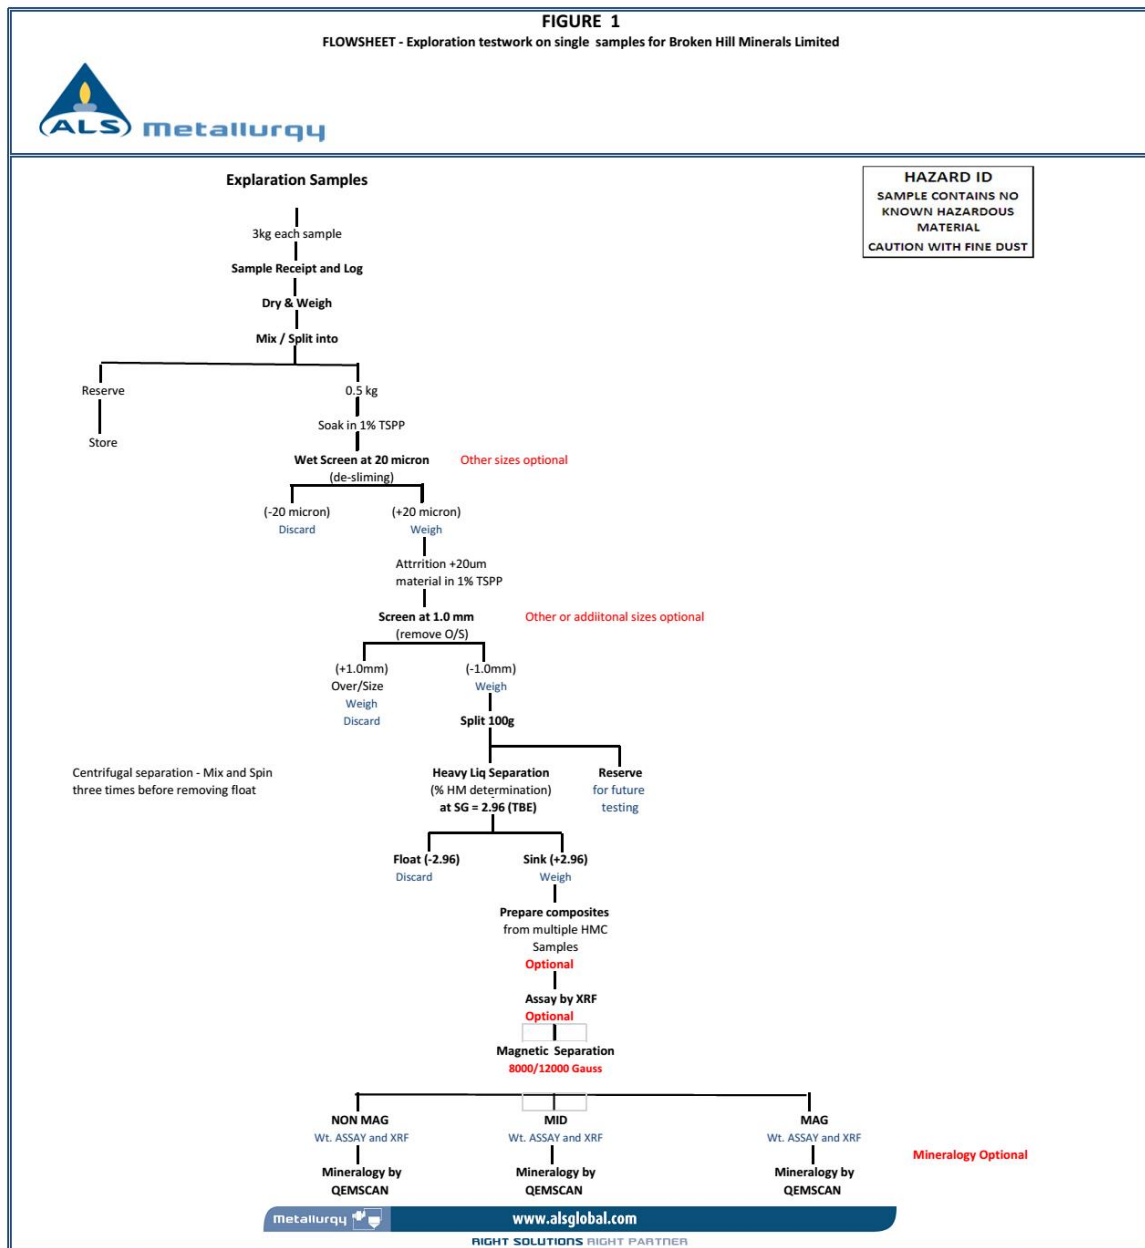 FIGURE 1
FLOWSHEET - Exploration testwork on single samples for Broken Hill Minerals Limited
ALS Metallurgy
Explaration Samples
HAZARD ID
SAMPLE CONTAINS NO
KNOWN HAZARDOUS
MATERIAL
CAUTION WITH FINE DUST
3kg each sample
Sample Receipt and Log
Dry & Weigh
Mix / Split into
Reserve
0.5 kg
Soak in 1% TSPP
Store
Wet Screen at 20 micron
Other sizes optional
(de-sliming)
(-20 micron)
(+20 micron)
Discard
Weigh
Attrrition +20um
material in 1% TSPP
Screen at 1.0 mm
Other or addiitonal sizes optional
(remove O/S)
(+1.0mm)
(-1.0mm)
Over/Size
Weigh
Weigh
Discard
Split 100g
Centrifugal separation - Mix and Spin
three times before removing float
Heavy Liq Separation
(% HM determination)
at SG = 2.96 (TBE)
Reserve
for future
testing
Float (-2.96)
Sink (+2.96)
Discard
Weigh
Prepare composites
from multiple HMC
Samples
Optional
Assay by XRF
Optional
Magnetic Separation
8000/12000 Gauss
NON MAG
MID
MAG
Wt. ASSAY and XRF
Wt. ASSAY and XRF
Wt. ASSAY and XRF
Mineralogy Optional
Mineralogy by
QEMSCAN
Mineralogy by
QEMSCAN
Mineralogy by
QEMSCAN
Metallurgy
www.alsglobal.com
RIGHT SOLUTIONS RIGHT PARTNER